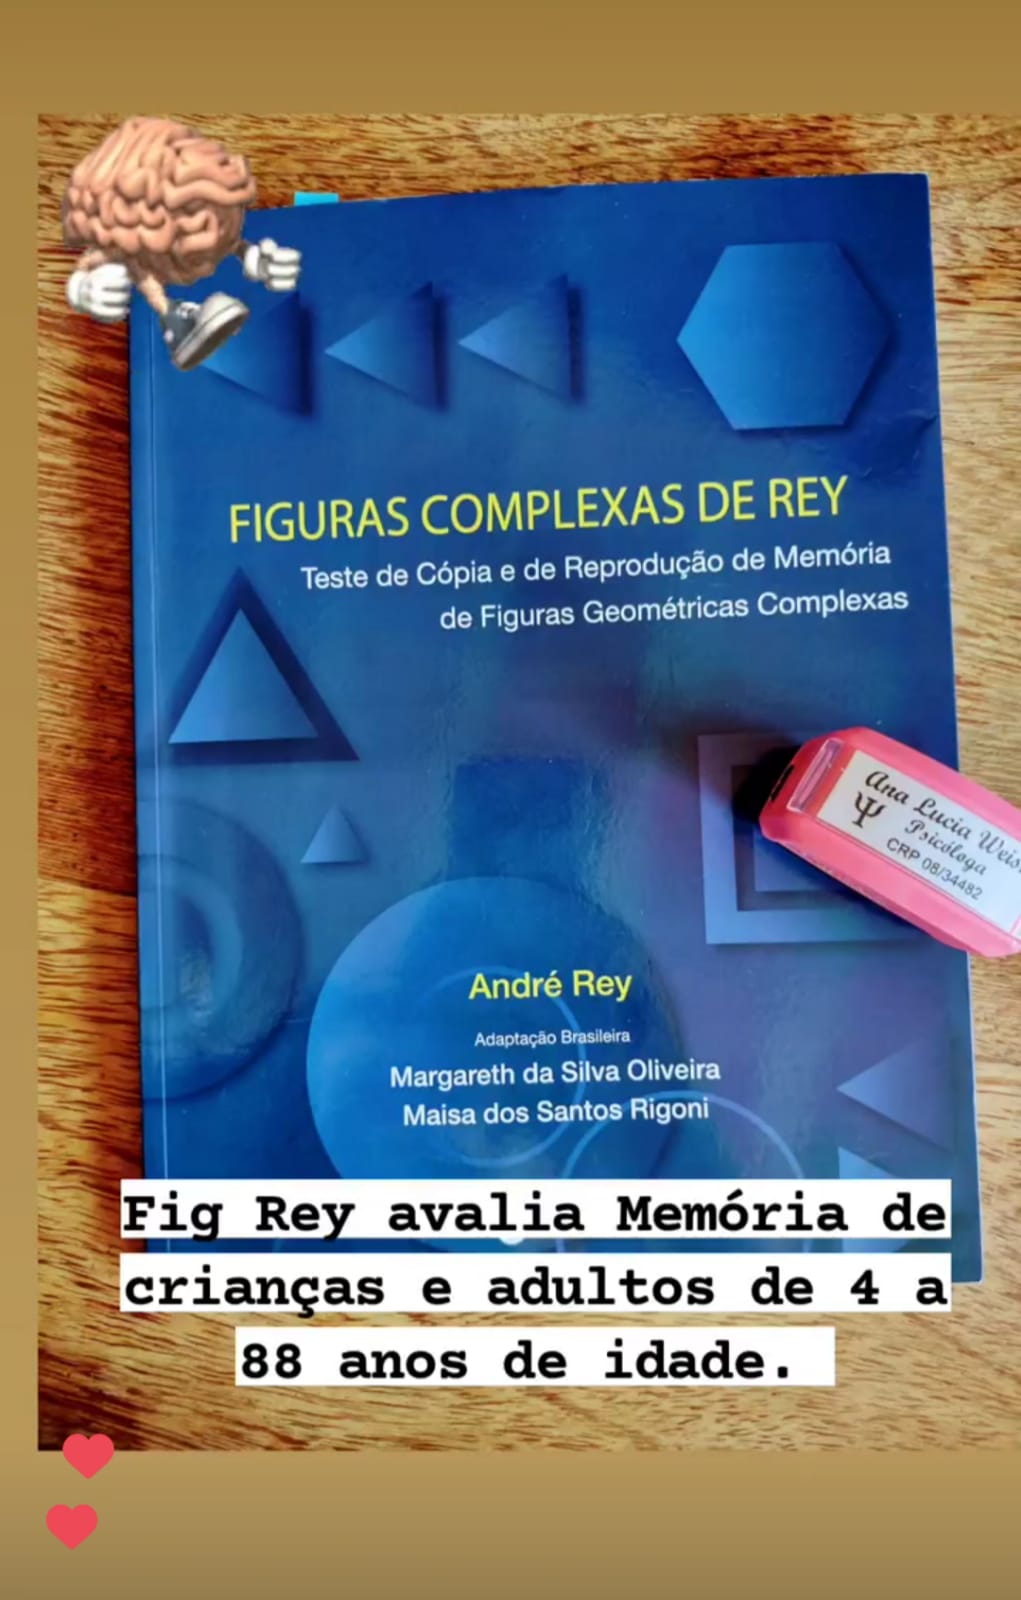 FIGURAS COMPLEXAS DE REY
Teste de Cópia e de Reprodução de Memória
de Figuras Geométricas Complexas
Ana Lucia
Psicóloga
CRP 08/34482
Ψ
André Rey
Adaptação Brasileira
Margareth da Silva Oliveira
Maisa dos Santos Rigoni
Fig Rey avalia Memória de
crianças e adultos de 4 a
88 anos de idade.